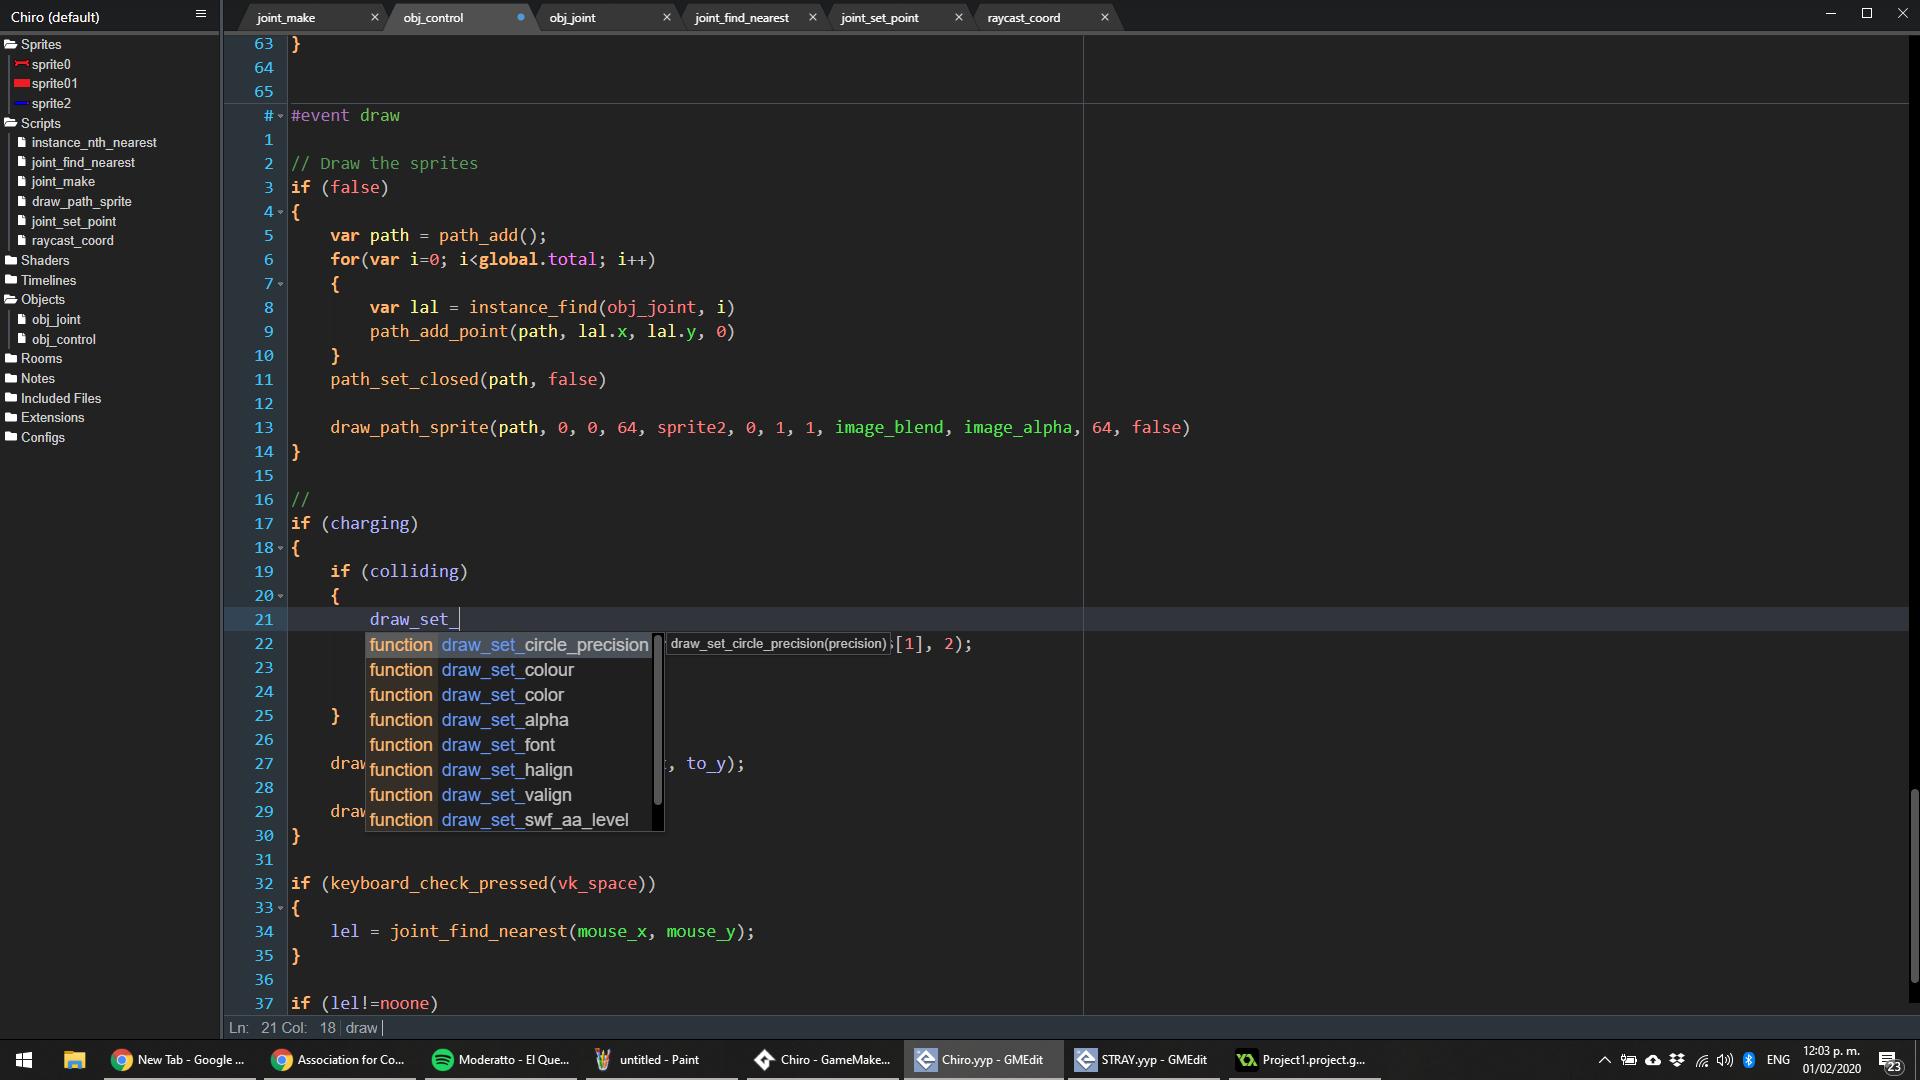 Chiro (default)
joint_make
obj_control
obj_joint
joint_find_nearest
joint_set_point
raycast_coord
Sprites
sprite0
sprite01
sprite2
Scripts
instance_nth_nearest
joint_find_nearest
joint_make
draw_path_sprite
joint_set_point
raycast_coord
Shaders
Timelines
Objects
obj_joint
obj_control
Rooms
Notes
Included Files
Extensions
Configs
63 }
64
65
# #event draw
1
2 // Draw the sprites
3 if (false)
4 {
5 var path = path_add();
6 for(var i=0; i<global.total; i++)
7 {
8 var lal = instance_find(obj_joint, i)
9 path_add_point(path, lal.x, lal.y, 0)
10 }
11 path_set_closed(path, false)
12
13 draw_path_sprite(path, 0, 0, 64, sprite2, 0, 1, 1, image_blend, image_alpha, 64, false)
14 }
15
16 //
17 if (charging)
18 {
19 if (colliding)
20 {
21 draw_set_
22 [1], 2);
23
24
25 }
26
27 draw , to_y);
28
29 draw
30 }
31
32 if (keyboard_check_pressed(vk_space))
33 {
34 lel = joint_find_nearest(mouse_x, mouse_y);
35 }
36
37 if (lel!=noone)
function draw_set_circle_precision draw_set_circle_precision(precision)
function draw_set_colour
function draw_set_color
function draw_set_alpha
function draw_set_font
function draw_set_halign
function draw_set_valign
function draw_set_swf_aa_level
Ln: 21 Col: 18 draw
New Tab - Google ...
Association for Co...
Moderatto - El Que...
untitled - Paint
Chiro - GameMake...
Chiro.yyp - GMEdit
STRAY.yyp - GMEdit
Project1.project.g...
ENG
12:03 p. m.
01/02/2020
23